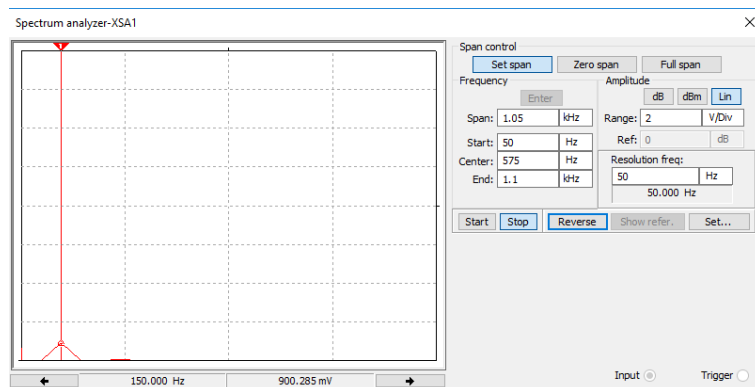 Spectrum analyzer-XSA1
1
Span control
Set span Zero span Full span
Frequency
Enter
Span: 1.05 kHz
Start: 50 Hz
Center: 575 Hz
End: 1.1 kHz
Amplitude
dB dBm Lin
Range: 2 V/Div
Ref: 0 dB
Resolution freq:
50 Hz
50.000 Hz
Start Stop Reverse Show refer. Set...
150.000 Hz 900.285 mV
Input Trigger